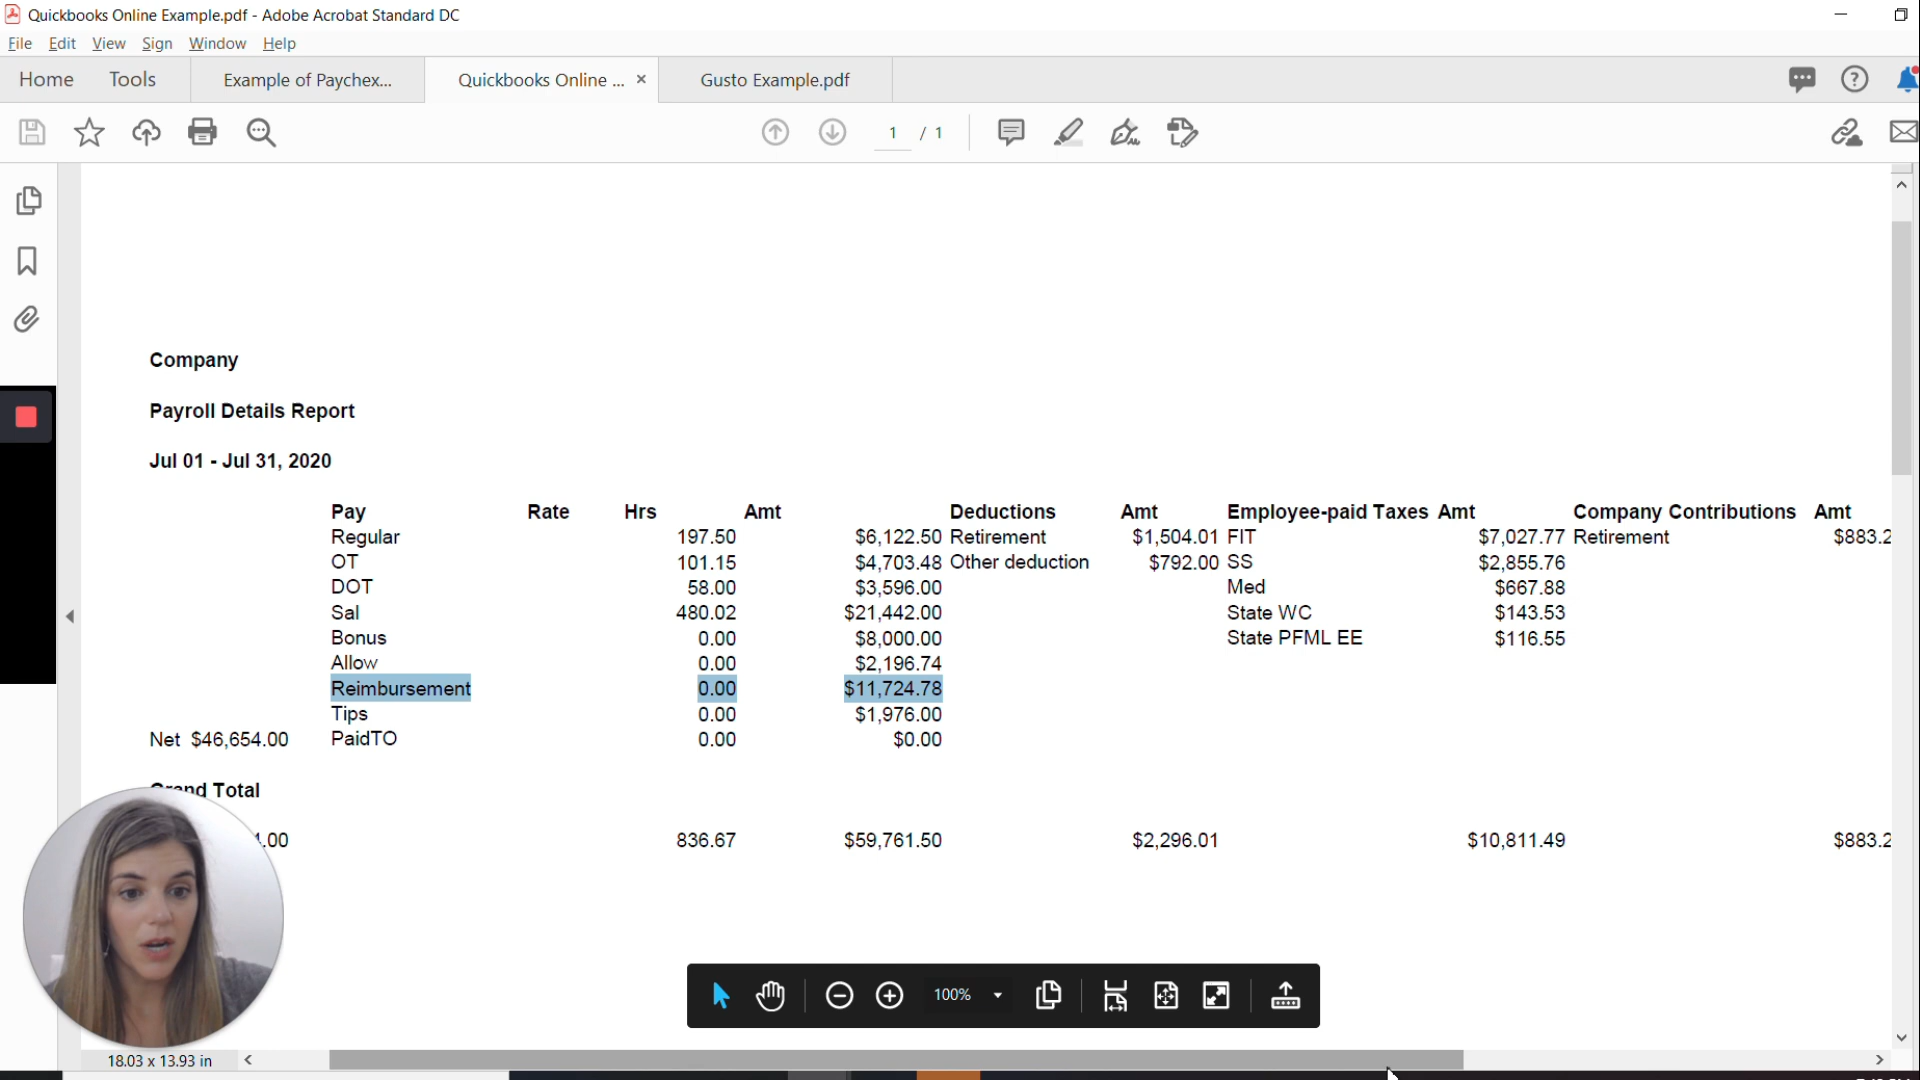 Quickbooks Online Example.pdf - Adobe Acrobat Standard DC
File Edit View Sign Window Help
Home Tools Example of Paychex... Quickbooks Online ... × Gusto Example.pdf
1 / 1
Company
Payroll Details Report
Jul 01 - Jul 31, 2020
Pay Rate Hrs Amt Deductions Amt Employee-paid Taxes Amt Company Contributions Amt
Regular 197.50 $6,122.50 Retirement $1,504.01 FIT $7,027.77 Retirement $883.2
OT 101.15 $4,703.48 Other deduction $792.00 SS $2,855.76
DOT 58.00 $3,596.00 Med $667.88
Sal 480.02 $21,442.00 State WC $143.53
Bonus 0.00 $8,000.00 State PFML EE $116.55
Allow 0.00 $2,196.74
Reimbursement 0.00 $11,724.78
Tips 0.00 $1,976.00
Net $46,654.00 PaidTO 0.00 $0.00
Total
.00 836.67 $59,761.50 $2,296.01 $10,811.49 $883.2
100%
18.03 x 13.93 in